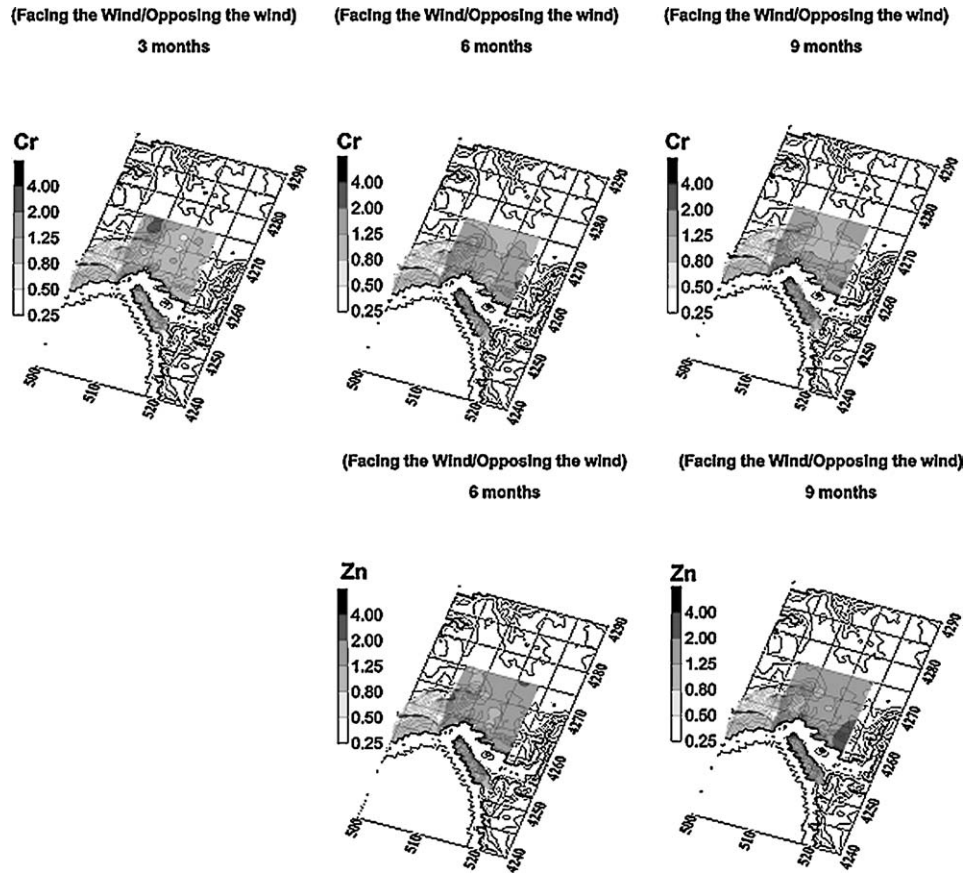 (Facing the Wind/Opposing the wind) (Facing the Wind/Opposing the wind) (Facing the Wind/Opposing the wind)
3 months 6 months 9 months
Cr Cr Cr
4.00 4.00 4.00
2.00 2.00 2.00
1.25 1.25 1.25
0.80 0.80 0.80
0.50 0.50 0.50
0.25 0.25 0.25
4290 4290 4290
4280 4280 4280
4270 4270 4270
4260 4260 4260
4250 4250 4250
4240 4240 4240
500 510 520 500 510 520 500 510 520
(Facing the Wind/Opposing the wind) (Facing the Wind/Opposing the wind)
6 months 9 months
Zn Zn
4.00 4.00
2.00 2.00
1.25 1.25
0.80 0.80
0.50 0.50
0.25 0.25
4290 4290
4280 4280
4270 4270
4260 4260
4250 4250
4240 4240
500 510 520 500 510 520